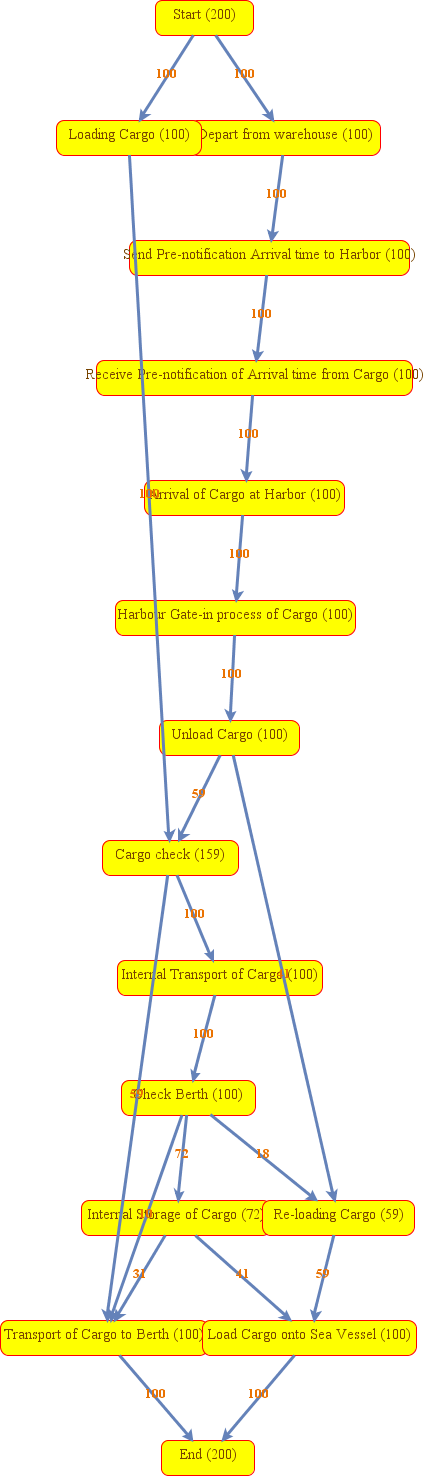 Start (200)
100
100
Loading Cargo (100)
Depart from warehouse (100)
100
Send Pre-notification Arrival time to Harbor (100)
100
Receive Pre-notification of Arrival time from Cargo (100)
100
100
Arrival of Cargo at Harbor (100)
100
Harbour Gate-in process of Cargo (100)
100
Unload Cargo (100)
59
Cargo check (159)
100
Internal Transport of Cargo (100)
100
Check Berth (100)
72
18
Internal Storage of Cargo (72)
Re-loading Cargo (59)
31
41
59
Transport of Cargo to Berth (100)
Load Cargo onto Sea Vessel (100)
100
100
End (200)